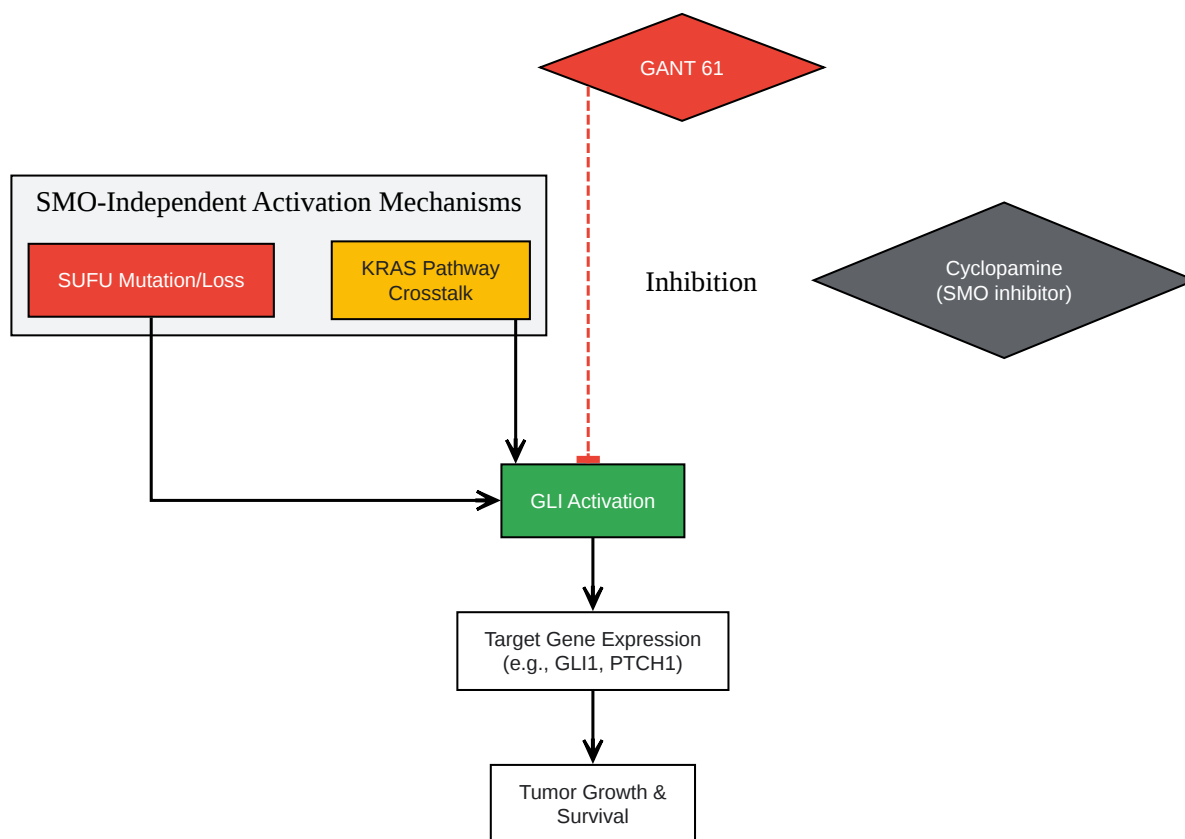 GANT 61
SMO-Independent Activation Mechanisms
SUFU Mutation/Loss
KRAS Pathway
Crosstalk
Inhibition
Cyclopamine
(SMO inhibitor)
GLI Activation
Target Gene Expression
(e.g., GLI1, PTCH1)
Tumor Growth &
Survival